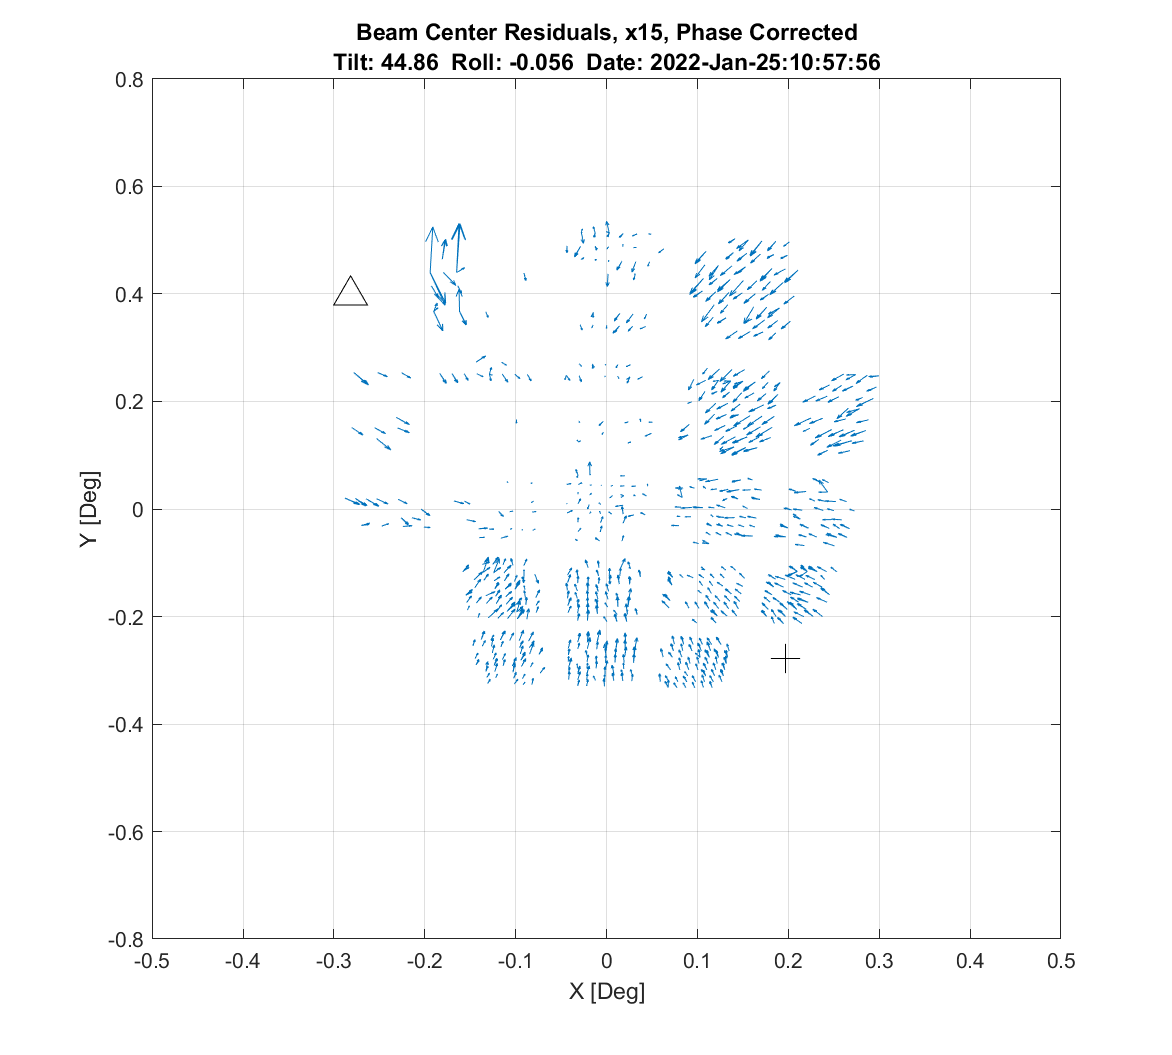 Beam Center Residuals, x15, Phase Corrected
Tilt: 44.86  Roll: -0.056  Date: 2022-Jan-25:10:57:56
0.8
0.6
0.4
0.2
0
-0.2
-0.4
-0.6
-0.8
Y [Deg]
-0.5 -0.4 -0.3 -0.2 -0.1 0 0.1 0.2 0.3 0.4 0.5
X [Deg]